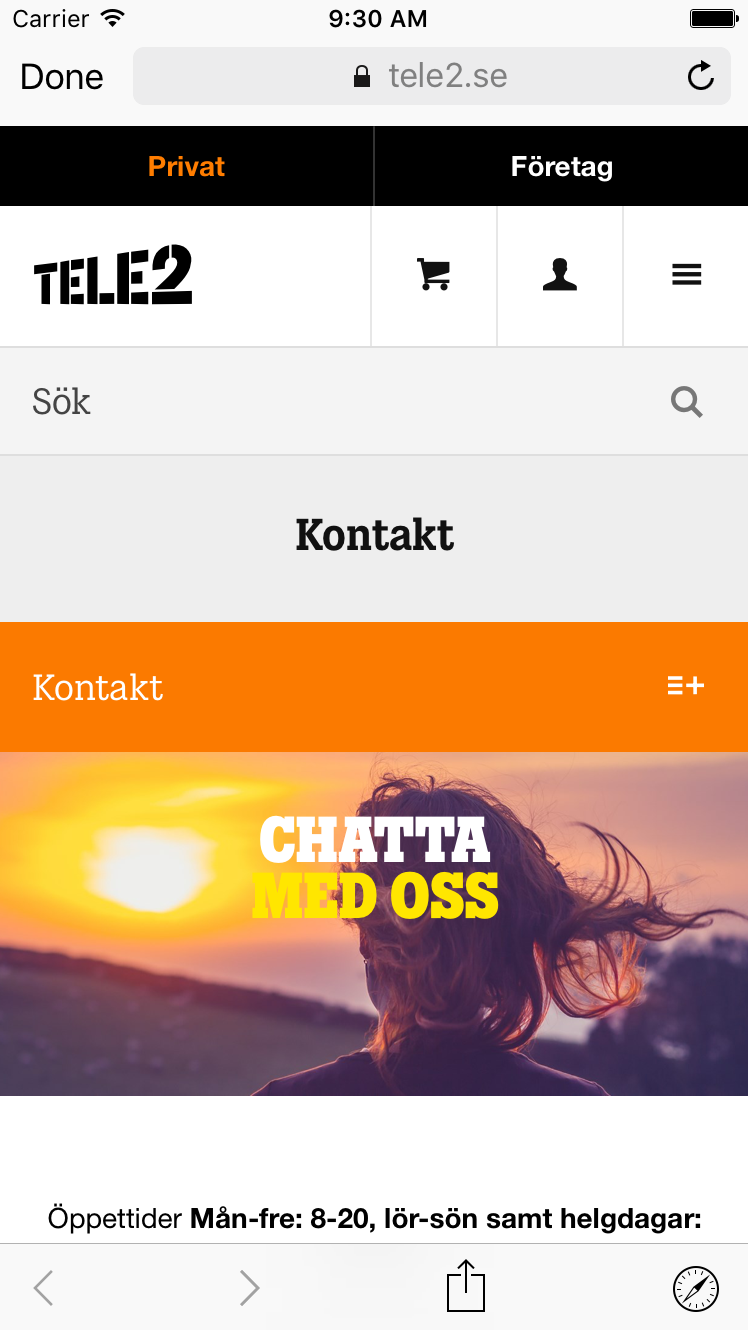 Carrier 9:30 AM
Done tele2.se
Privat Företag
TELE2
Sök
Kontakt
Kontakt
CHATTA
MED OSS
Öppettider Mån-fre: 8-20, lör-sön samt helgdagar: